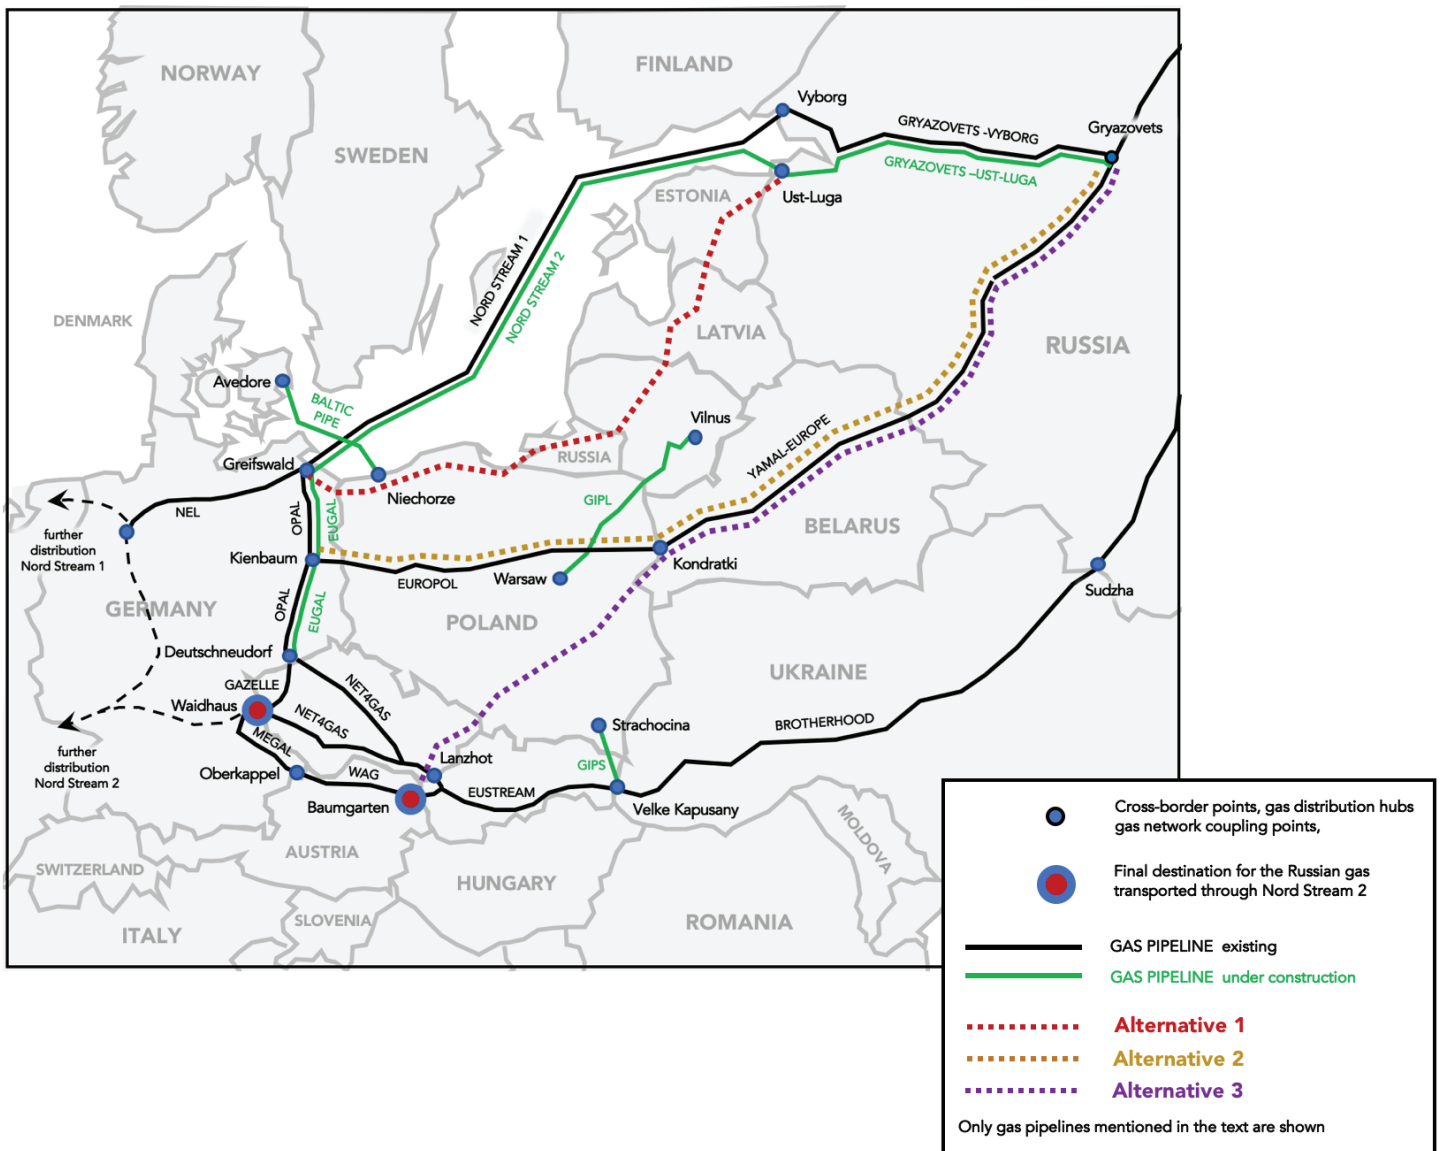 NORWAY
FINLAND
SWEDEN
Vyborg
GRYAZOVETS -VYBORG
Gryazovets
GRYAZOVETS –UST-LUGA
ESTONIA
Ust-Luga
NORD STREAM 1
NORD STREAM 2
DENMARK
LATVIA
RUSSIA
Avedore
BALTIC
PIPE
Vilnus
YAMAL-EUROPE
RUSSIA
Greifswald
Niechorze
NEL
OPAL
EUGAL
GIPL
BELARUS
further
distribution
Nord Stream 1
Kienbaum
EUROPOL
Warsaw
Kondratki
Sudzha
GERMANY
OPAL
EUGAL
POLAND
Deutschneudorf
UKRAINE
GAZELLE
NET4GAS
Waidhaus
NET4GAS
Strachocina
BROTHERHOOD
MEGAL
further
distribution
Nord Stream 2
Oberkappel
WAG
Lanzhot
GIPS
Baumgarten
EUSTREAM
Velke Kapusany
MOLDOVA
AUSTRIA
SWITZERLAND
HUNGARY
SLOVENIA
ROMANIA
ITALY
Cross-border points, gas distribution hubs
gas network coupling points,
Final destination for the Russian gas
transported through Nord Stream 2
GAS PIPELINE existing
GAS PIPELINE under construction
Alternative 1
Alternative 2
Alternative 3
Only gas pipelines mentioned in the text are shown